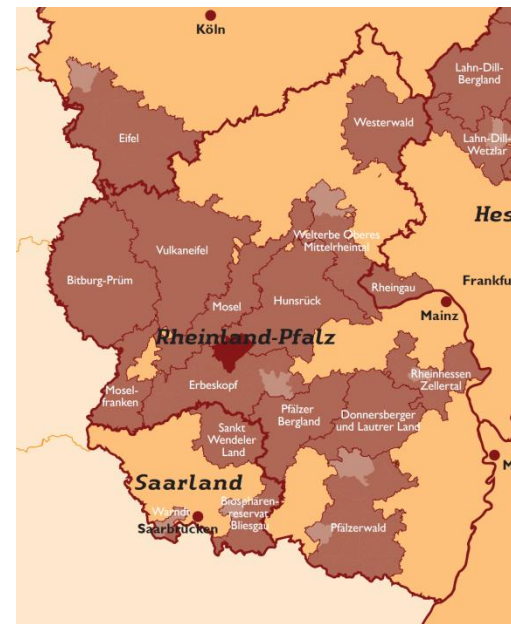 Köln
Lahn-Dill-
Bergland
Westerwald
Eifel
Lahn-Dill-
Wetzlar
Hes
Welterbe Oberes
Mittelrheintal
Vulkaneifel
Bitburg-Prüm
Rheingau
Frankfu
Mosel
Hunsrück
Mainz
Rheinland-Pfalz
Rheinhessen
Zellertal
Mosel-
franken
Erbeskopf
Pfälzer
Bergland
Donnersberger
und Lautrer Land
Sankt
Wendeler
Land
M
Saarland
Biosphären-
reservat
Bliesgau
Warndt
Saarbrücken
Pfälzerwald